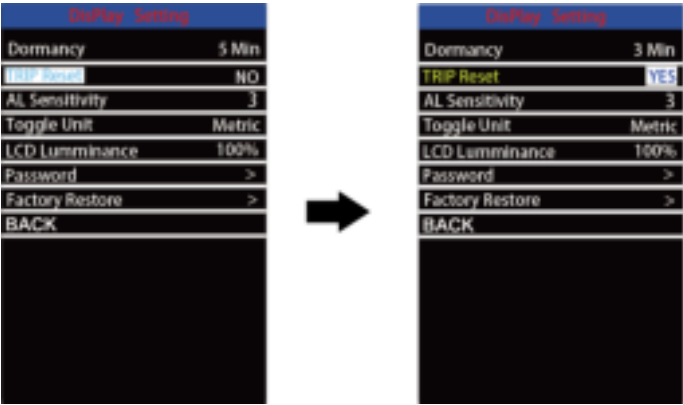 DisPlay Setting
Dormancy 5 Min
TRIP Reset NO
AL Sensitivity 3
Toggle Unit Metric
LCD Lumminance 100%
Password >
Factory Restore >
BACK
DisPlay Setting
Dormancy 3 Min
TRIP Reset YES
AL Sensitivity 3
Toggle Unit Metric
LCD Lumminance 100%
Password >
Factory Restore >
BACK